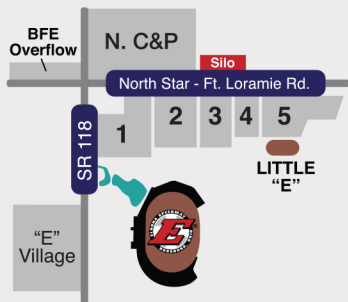 BFE
Overflow
N. C&P
Silo
North Star - Ft. Loramie Rd.
SR 118
1
2
3
4
5
LITTLE
“E”
“E”
Village
E